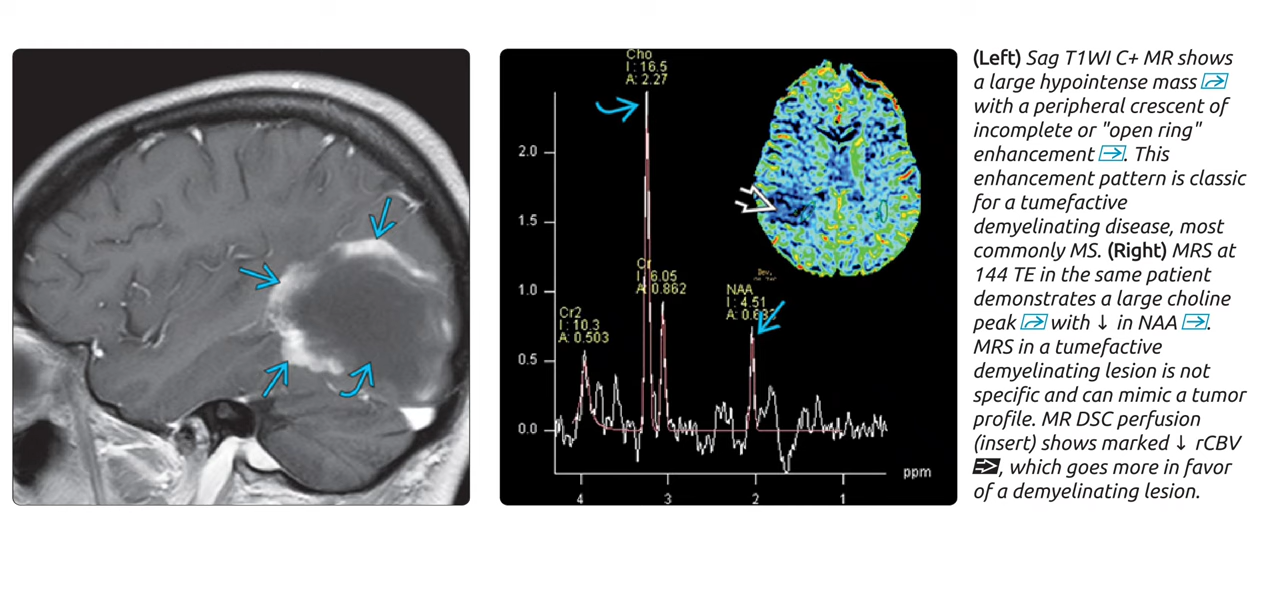 Cho
I : 16.5
A: 2.27
2.0
1.5
1.0
0.5
0.0
Cr
I : 6.05
A: 0.862
NAA
I : 4.51
Cr2
I : 10.3
A: 0.503
ppm
4 3 2 1
(Left) Sag T1WI C+ MR shows
a large hypointense mass
with a peripheral crescent of
incomplete or "open ring"
enhancement . This
enhancement pattern is classic
for a tumefactive
demyelinating disease, most
commonly MS. (Right) MRS at
144 TE in the same patient
demonstrates a large choline
peak with ↓ in NAA .
MRS in a tumefactive
demyelinating lesion is not
specific and can mimic a tumor
profile. MR DSC perfusion
(insert) shows marked ↓ rCBV
, which goes more in favor
of a demyelinating lesion.